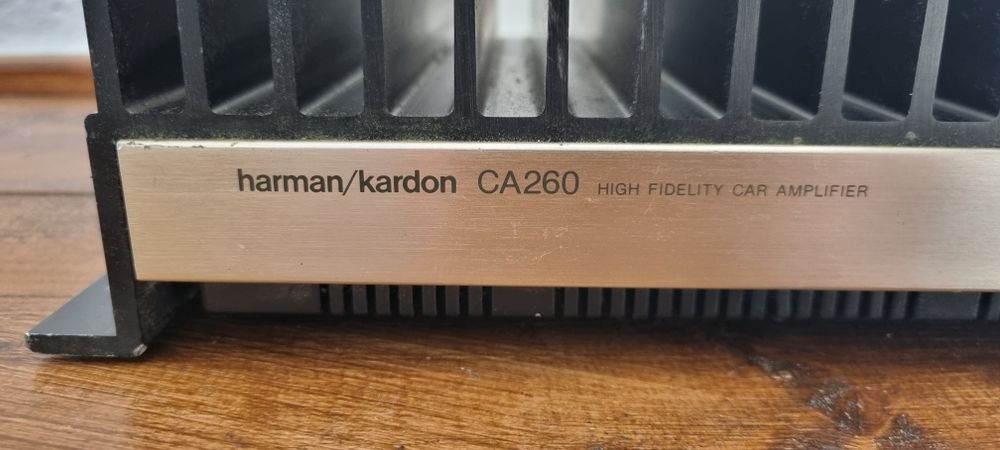 harman/kardon CA260 HIGH FIDELITY CAR AMPLIFIER